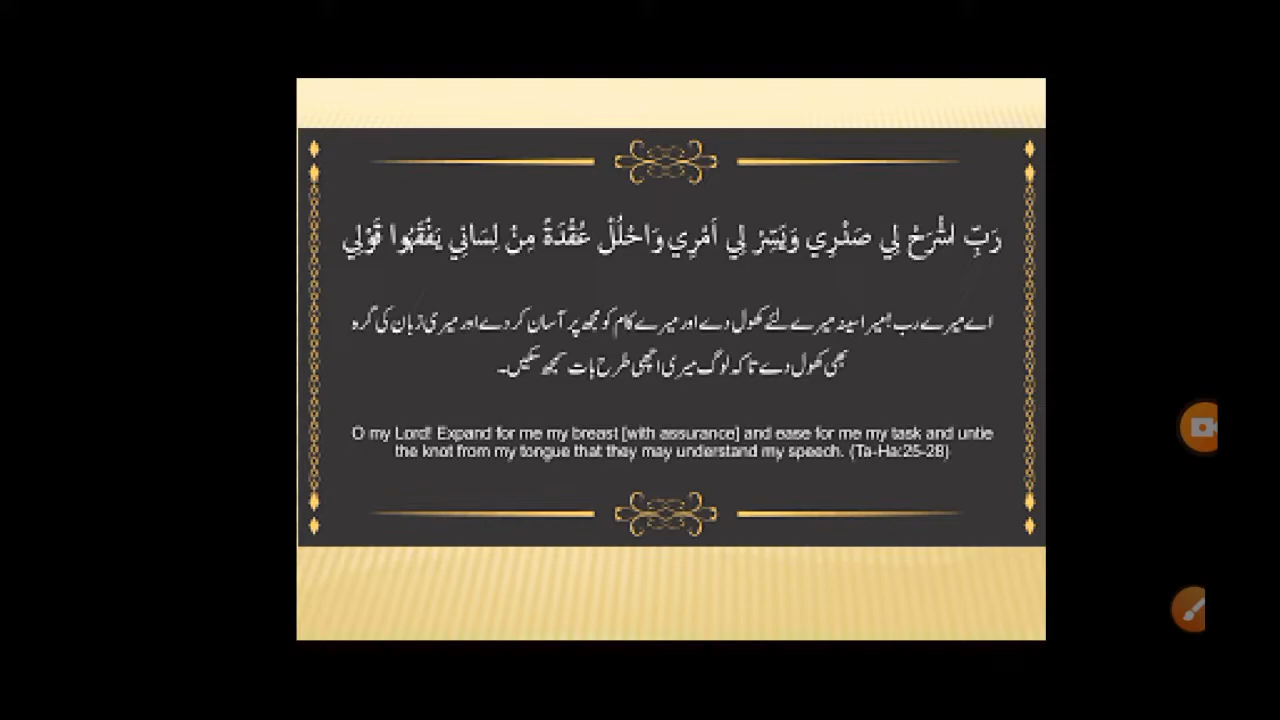 رَبِّ اشْرَحْ لِي صَدْرِي وَيَسِّرْ لِي أَمْرِي وَاحْلُلْ عُقْدَةً مِنْ لِسَانِي يَفْقَهُوا قَوْلِي
اے میرے رب !میرا سینہ میرے لئے کھول دے اور میرے کام کو مجھ پر آسان کر دے اور میری زبان کی گرہ
بھی کھول دے تاکہ لوگ میری اچھی طرح بات سمجھ سکیں۔
O my Lord! Expand for me my breast [with assurance] and ease for me my task and untie
the knot from my tongue that they may understand my speech. (Ta-Ha:25-28)